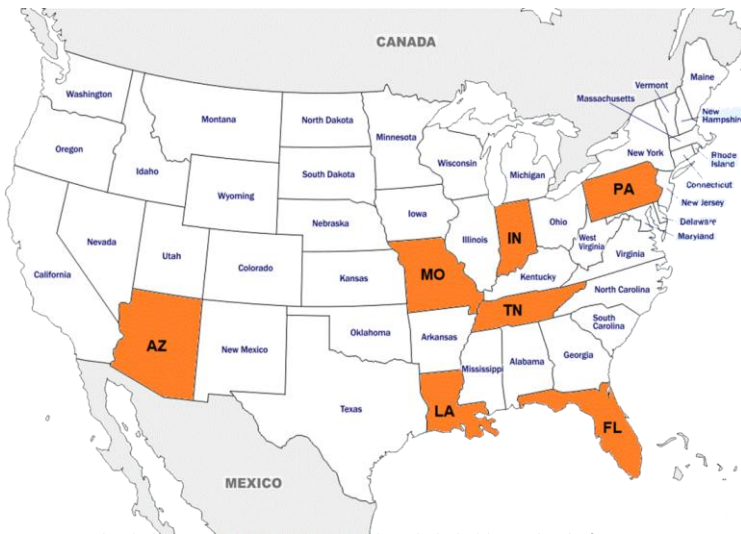 CANADA
Washington
Montana
North Dakota
Minnesota
Oregon
Idaho
Wyoming
South Dakota
Wisconsin
Michigan
Vermont
Massachusetts
Maine
New
Hampshire
New York
Rhode
Island
Connecticut
PA
New Jersey
Delaware
Maryland
Nevada
Utah
California
Colorado
Nebraska
Iowa
Illinois
IN
Ohio
West
Virginia
Virginia
Kansas
MO
Kentucky
North Carolina
TN
South
Carolina
AZ
New Mexico
Oklahoma
Arkansas
Mississippi
Alabama
Georgia
Texas
LA
FL
MEXICO